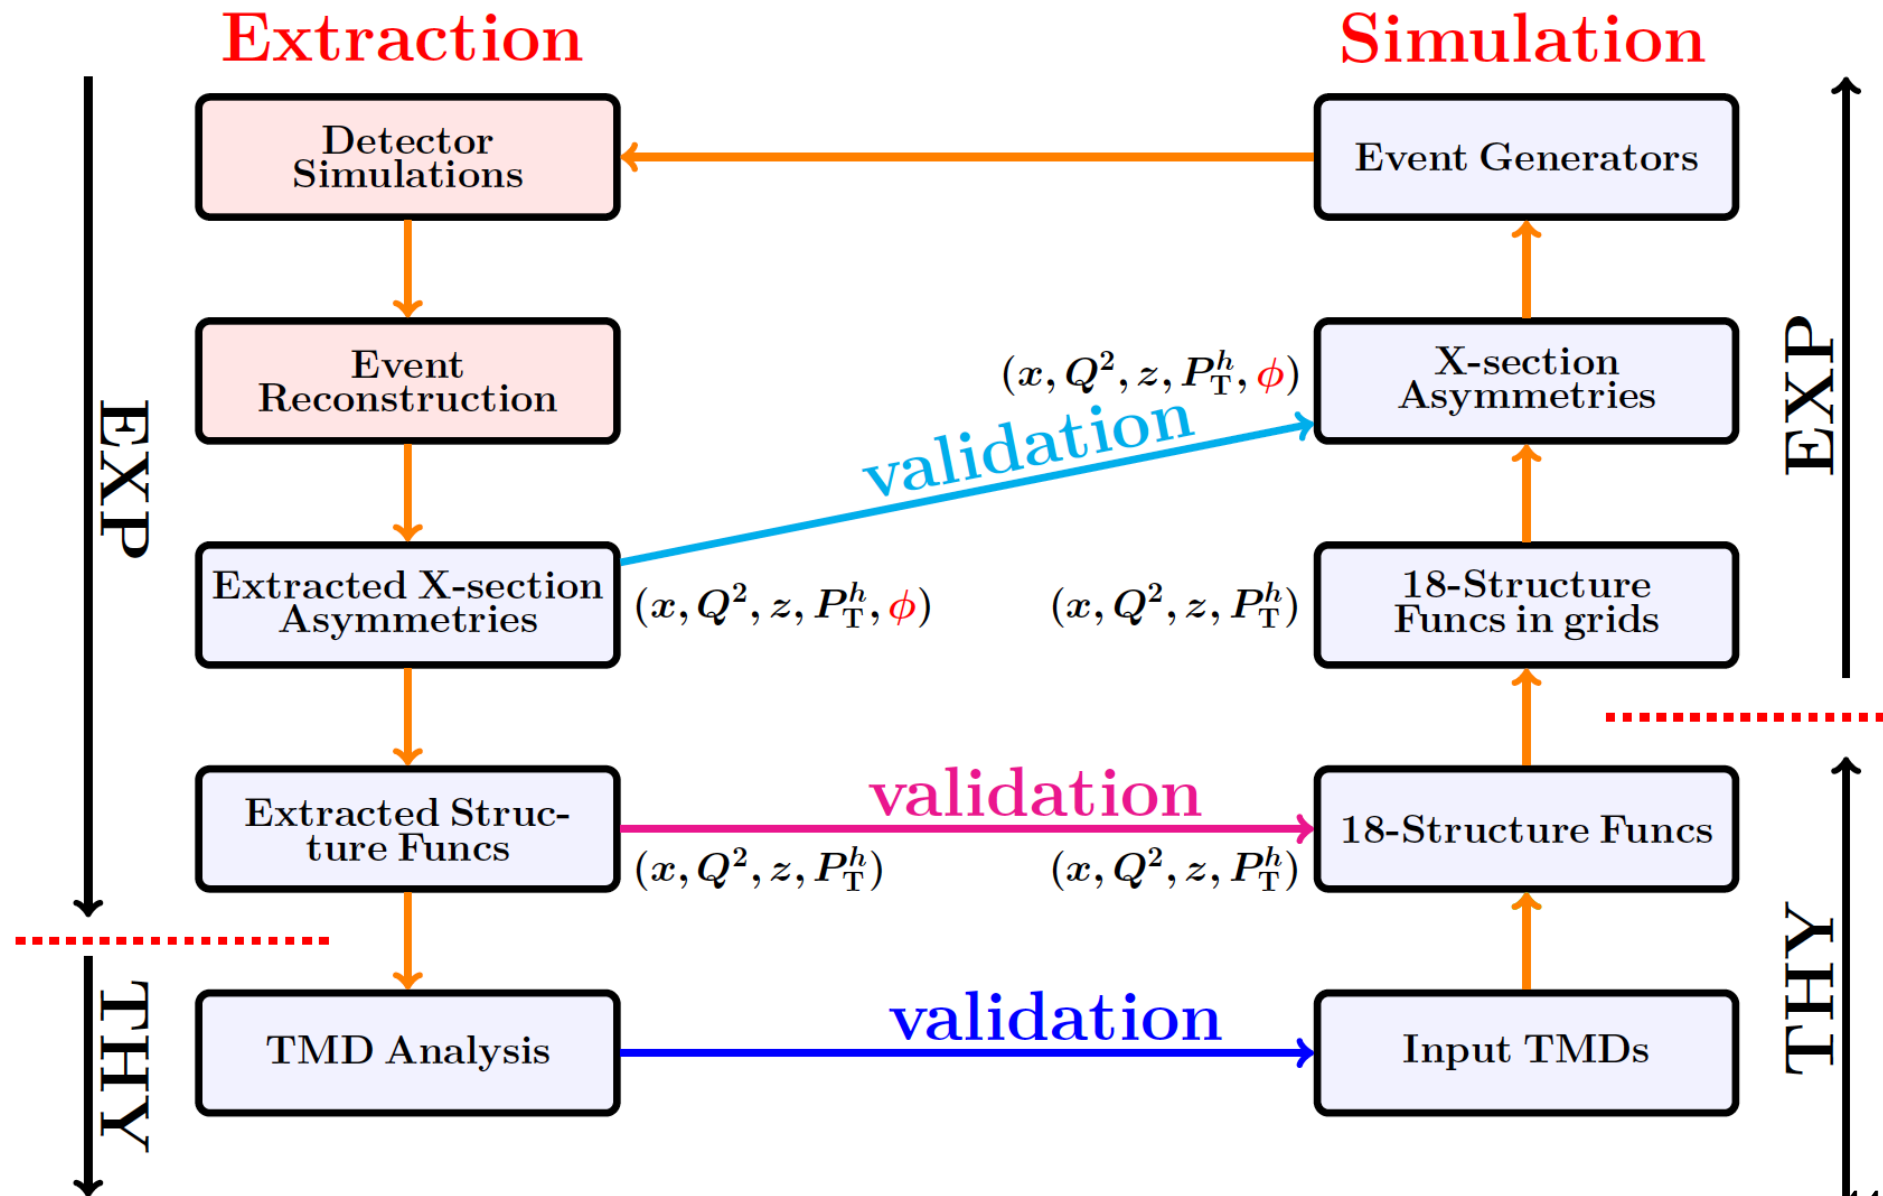 Extraction
Simulation
Detector
Simulations
Event Generators
Event
Reconstruction
(x, Q², z, P_T^h, ϕ)
X-section
Asymmetries
validation
EXP
EXP
Extracted X-section
Asymmetries
(x, Q², z, P_T^h, ϕ)
(x, Q², z, P_T^h)
18-Structure
Funcs in grids
Extracted Struc-
ture Funcs
validation
(x, Q², z, P_T^h)
(x, Q², z, P_T^h)
18-Structure Funcs
THY
THY
TMD Analysis
validation
Input TMDs